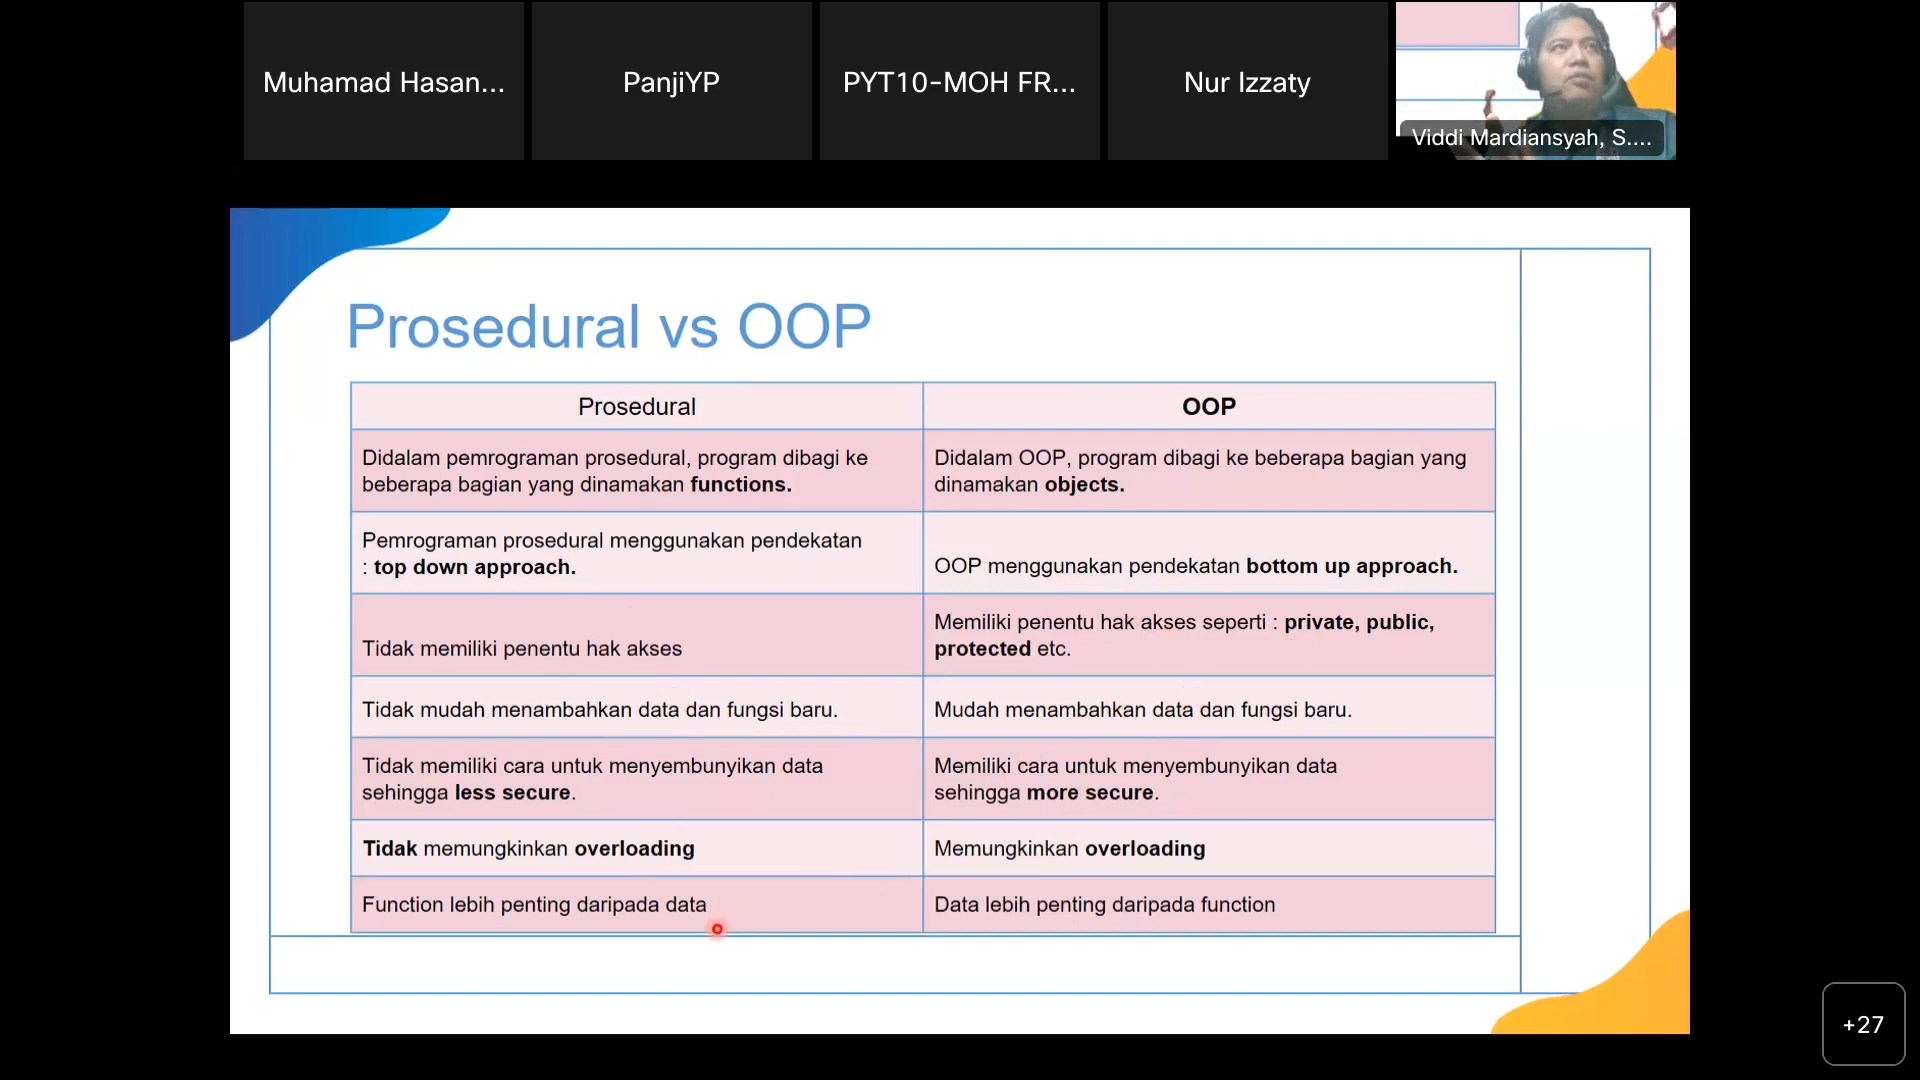 Muhamad Hasan...
PanjiYP
PYT10-MOH FR...
Nur Izzaty
Viddi Mardiansyah, S....
Prosedural vs OOP
Prosedural
OOP
Didalam pemrograman prosedural, program dibagi ke
beberapa bagian yang dinamakan functions.
Didalam OOP, program dibagi ke beberapa bagian yang
dinamakan objects.
Pemrograman prosedural menggunakan pendekatan
: top down approach.
OOP menggunakan pendekatan bottom up approach.
Tidak memiliki penentu hak akses
Memiliki penentu hak akses seperti : private, public,
protected etc.
Tidak mudah menambahkan data dan fungsi baru.
Mudah menambahkan data dan fungsi baru.
Tidak memiliki cara untuk menyembunyikan data
sehingga less secure.
Memiliki cara untuk menyembunyikan data
sehingga more secure.
Tidak memungkinkan overloading
Memungkinkan overloading
Function lebih penting daripada data
Data lebih penting daripada function
+27